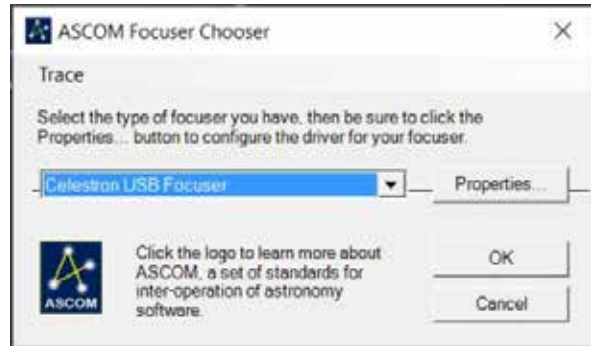 ASCOM Focuser Chooser
Trace
Select the type of focuser you have, then be sure to click the
Properties... button to configure the driver for your focuser.
Celestron USB Focuser
Properties...
Click the logo to learn more about
ASCOM, a set of standards for
inter-operation of astronomy
software.
ASCOM
OK
Cancel